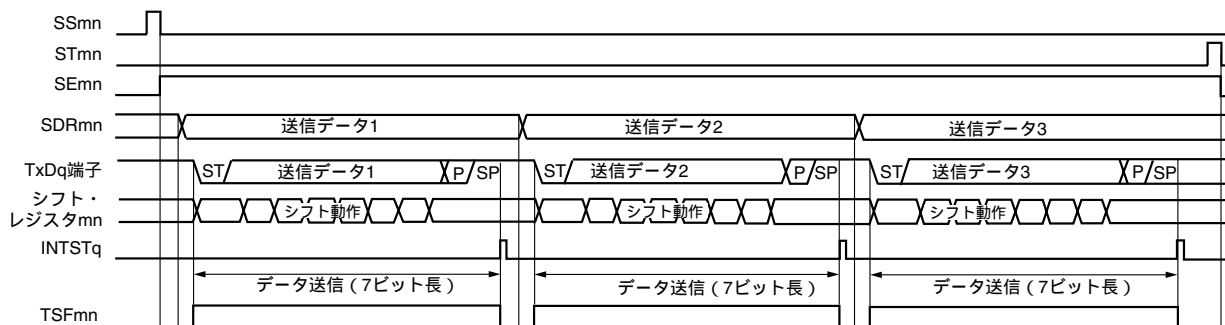 SSmn
STmn
SEmn
SDRmn 送信データ1 送信データ2 送信データ3
TxDq端子 ST 送信データ1 P SP ST 送信データ2 P SP ST 送信データ3 P SP
シフト・
レジスタmn シフト動作 シフト動作 シフト動作
INTSTq
データ送信（7ビット長） データ送信（7ビット長） データ送信（7ビット長）
TSFmn